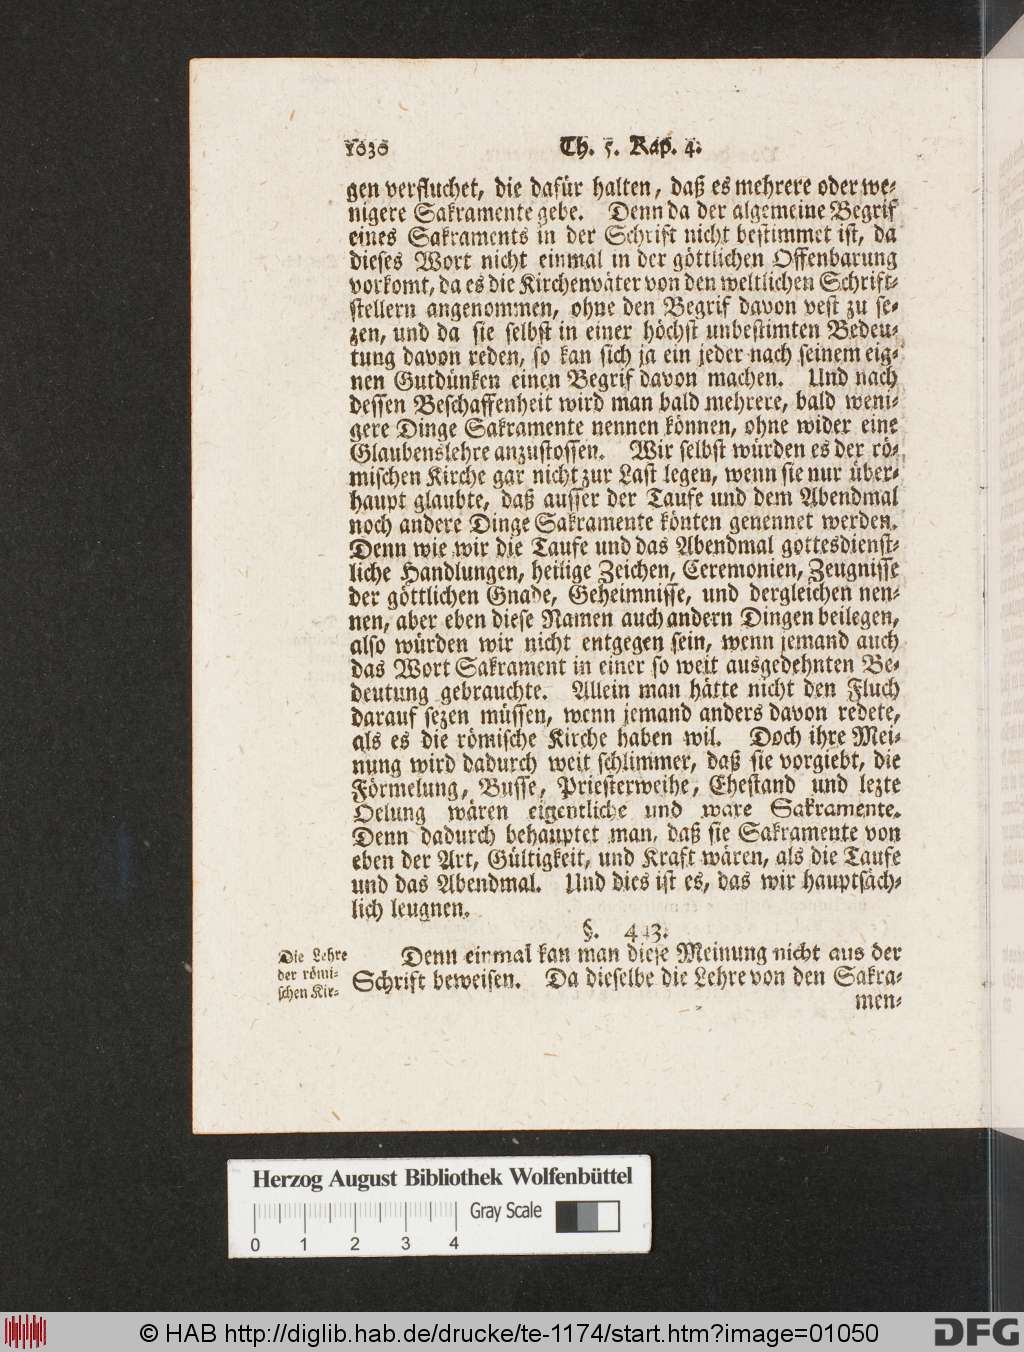 1030 Th. 5. Kap. 4.
gen verfluchet, die dafür halten, daß es mehrere oder we-
nigere Sakramente gebe. Denn da der algemeine Begrif
eines Sakraments in der Schrift nicht bestimmet ist, da
dieses Wort nicht einmal in der göttlichen Offenbarung
vorkomt, da es die Kirchenväter von den weltlichen Schrift-
stellern angenommen, ohne den Begrif davon vest zu se-
zen, und da sie selbst in einer höchst unbestimten Bedeu-
tung davon reden, so kan sich ja ein jeder nach seinem eig-
nen Gutdünken einen Begrif davon machen. Und nach
dessen Beschaffenheit wird man bald mehrere, bald weni-
gere Dinge Sakramente nennen können, ohne wider eine
Glaubenslehre anzustossen. Wir selbst würden es der rö-
mischen Kirche gar nicht zur Last legen, wenn sie nur über-
haupt glaubte, daß ausser der Taufe und dem Abendmal
noch andere Dinge Sakramente könten genennet werden.
Denn wie wir die Taufe und das Abendmal gottesdienst-
liche Handlungen, heilige Zeichen, Ceremonien, Zeugnisse
der göttlichen Gnade, Geheimnisse, und dergleichen nen-
nen, aber eben diese Namen auch andern Dingen beilegen,
also würden wir nicht entgegen sein, wenn jemand auch
das Wort Sakrament in einer so weit ausgedehnten Be-
deutung gebrauchte. Allein man hätte nicht den Fluch
darauf sezen müssen, wenn jemand anders davon redete,
als es die römische Kirche haben wil. Doch ihre Mei-
nung wird dadurch weit schlimmer, daß sie vorgiebt, die
Förmelung, Busse, Priesterweihe, Ehestand und lezte
Oelung wären eigentliche und ware Sakramente.
Denn dadurch behauptet man, daß sie Sakramente von
eben der Art, Gültigkeit, und Kraft wären, als die Taufe
und das Abendmal. Und dies ist es, das wir hauptsäch-
lich leugnen.
§. 443.
Die Lehre
der römi-
schen Kir-
Denn einmal kan man diese Meinung nicht aus der
Schrift beweisen. Da dieselbe die Lehre von den Sakra-
men-
Herzog August Bibliothek Wolfenbüttel
Gray Scale
0 1 2 3 4
© HAB http://diglib.hab.de/drucke/te-1174/start.htm?image=01050
DFG